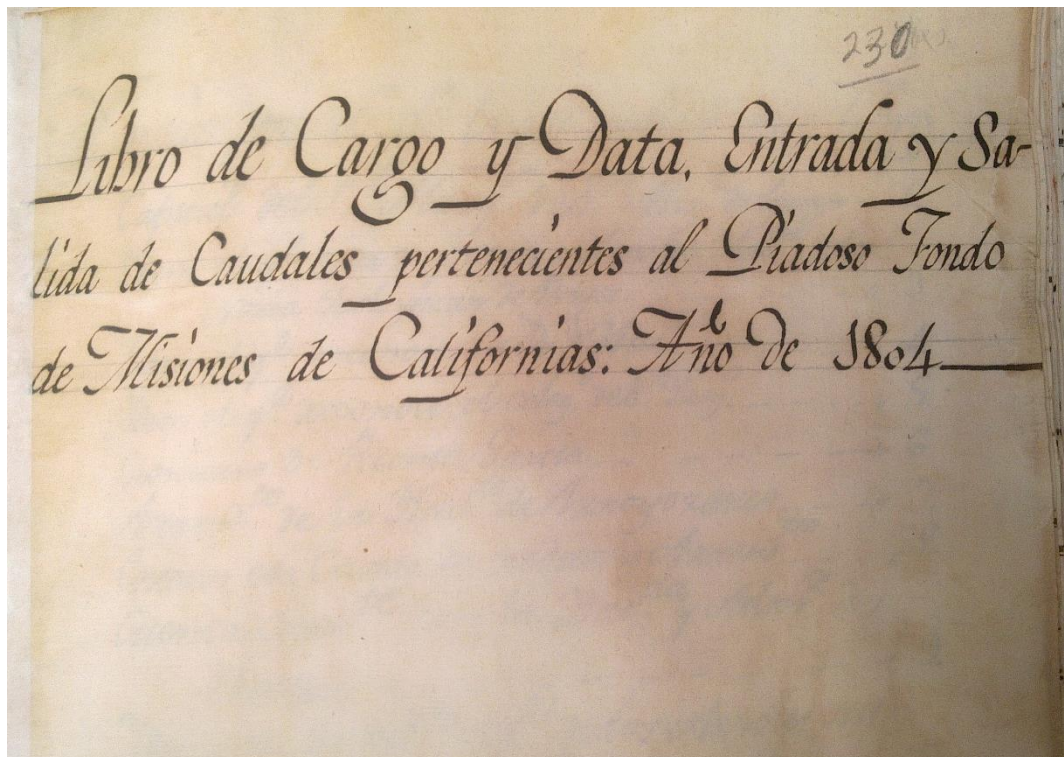 230
Libro de Cargo y Data, Entrada y Sa-
lida de Caudales pertenecientes al Piadoso Fondo
de Misiones de Californias: Año de 1804